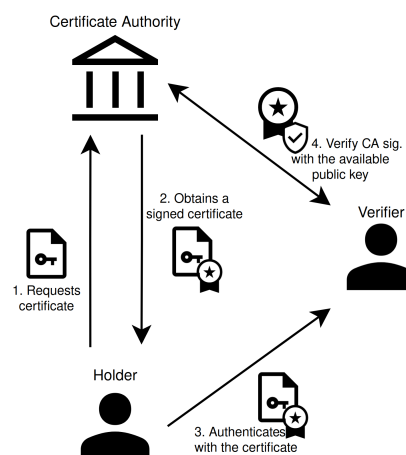 Certificate Authority
4. Verify CA sig.
with the available
public key
2. Obtains a
signed certificate
Verifier
1. Requests
certificate
Holder
3. Authenticates
with the certificate